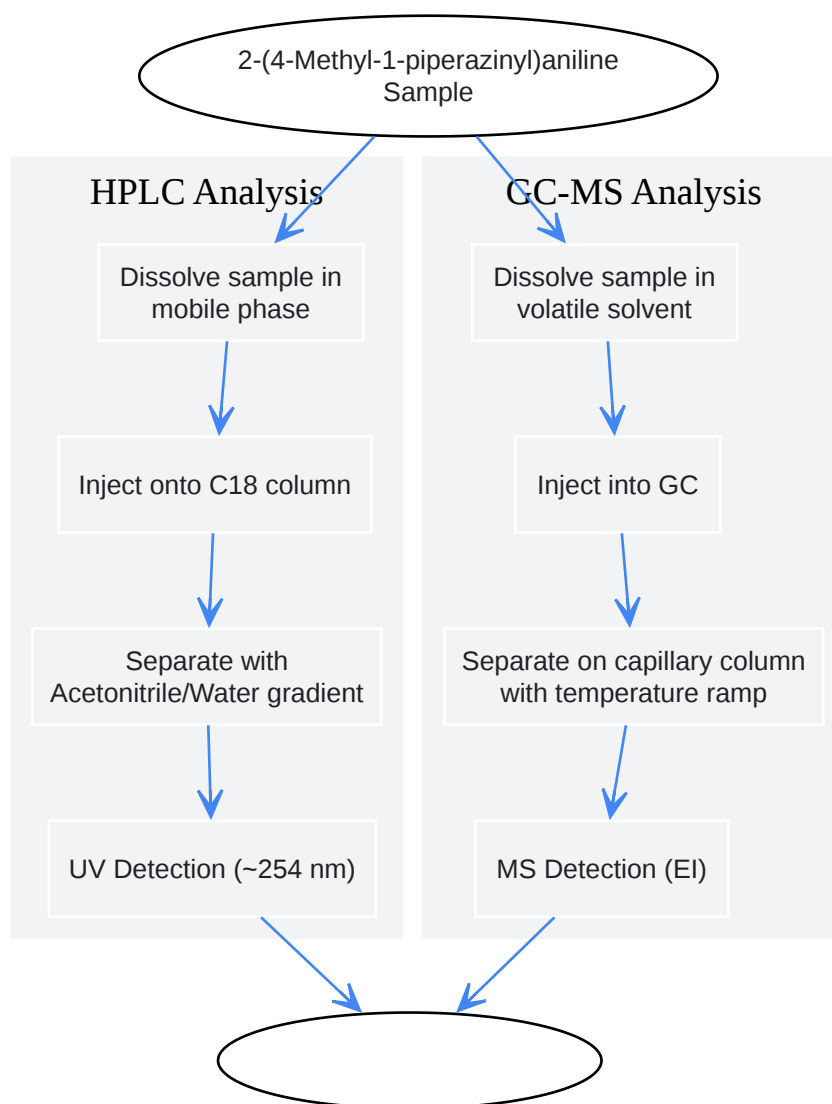 2-(4-Methyl-1-piperazinyl)aniline
Sample
HPLC Analysis
Dissolve sample in
mobile phase
Inject onto C18 column
Separate with
Acetonitrile/Water gradient
UV Detection (~254 nm)
GC-MS Analysis
Dissolve sample in
volatile solvent
Inject into GC
Separate on capillary column
with temperature ramp
MS Detection (EI)